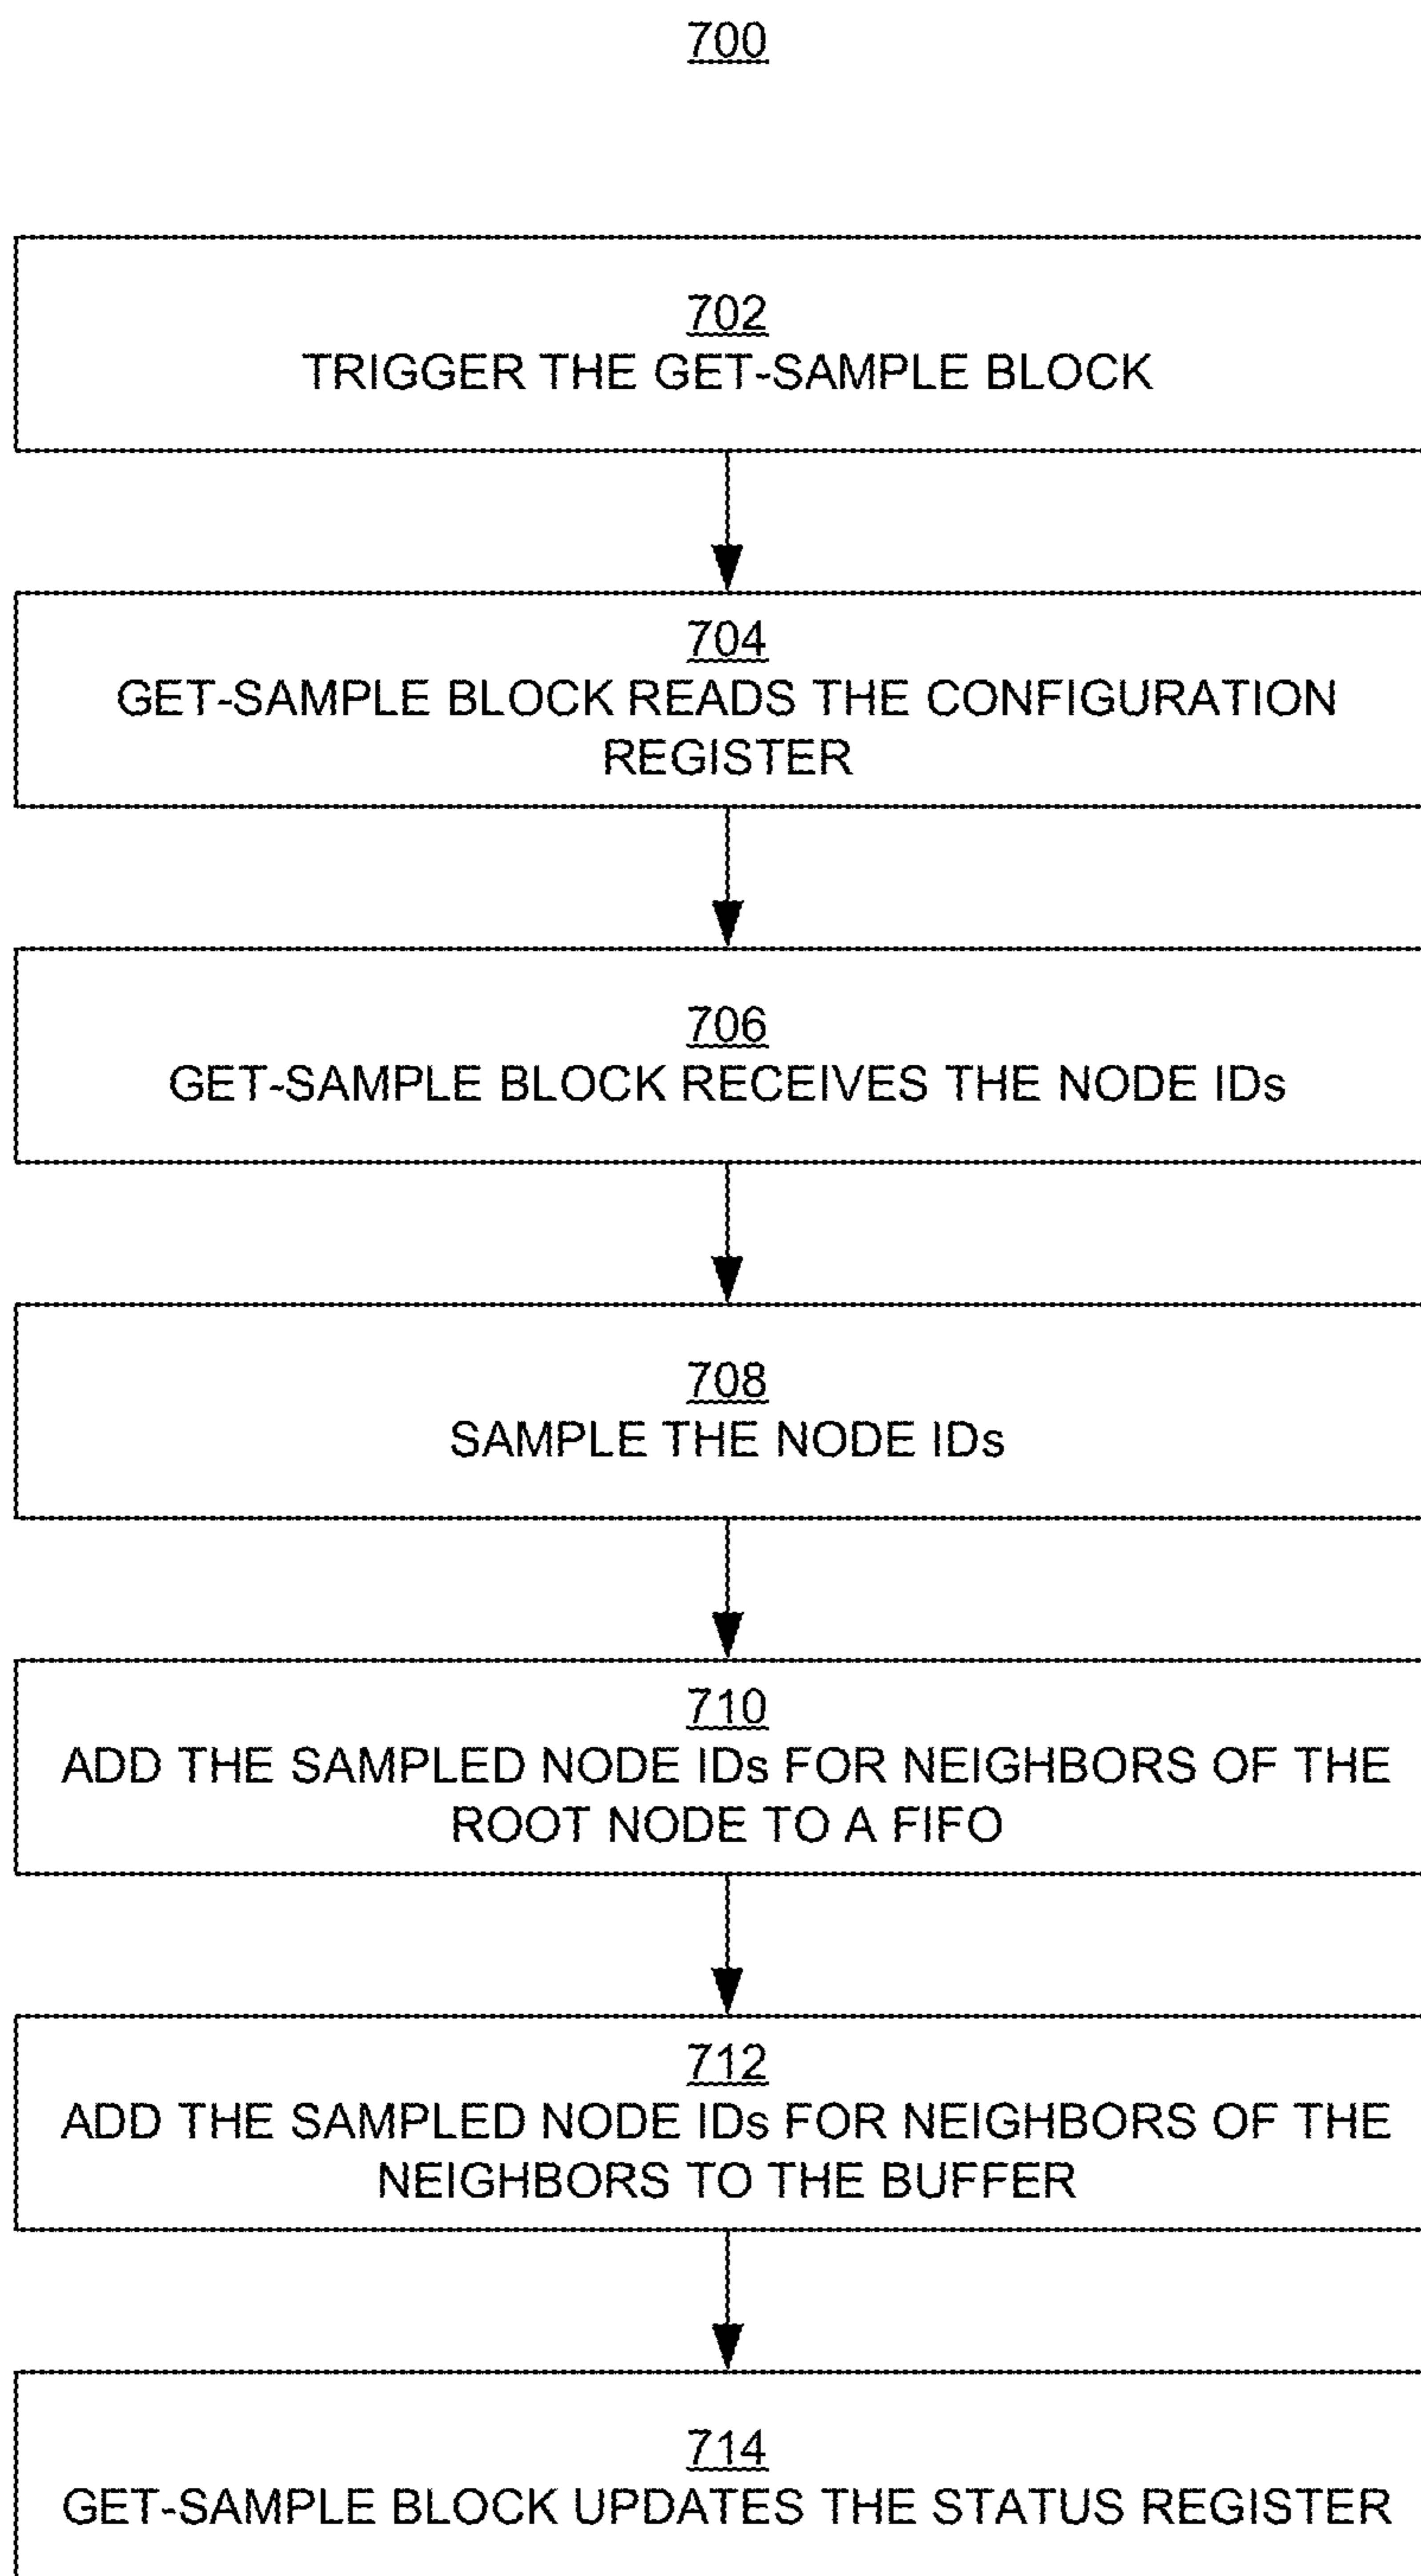 700
702
TRIGGER THE GET-SAMPLE BLOCK
704
GET-SAMPLE BLOCK READS THE CONFIGURATION
REGISTER
706
GET-SAMPLE BLOCK RECEIVES THE NODE IDs
708
SAMPLE THE NODE IDs
710
ADD THE SAMPLED NODE IDs FOR NEIGHBORS OF THE
ROOT NODE TO A FIFO
712
ADD THE SAMPLED NODE IDs FOR NEIGHBORS OF THE
NEIGHBORS TO THE BUFFER
714
GET-SAMPLE BLOCK UPDATES THE STATUS REGISTER